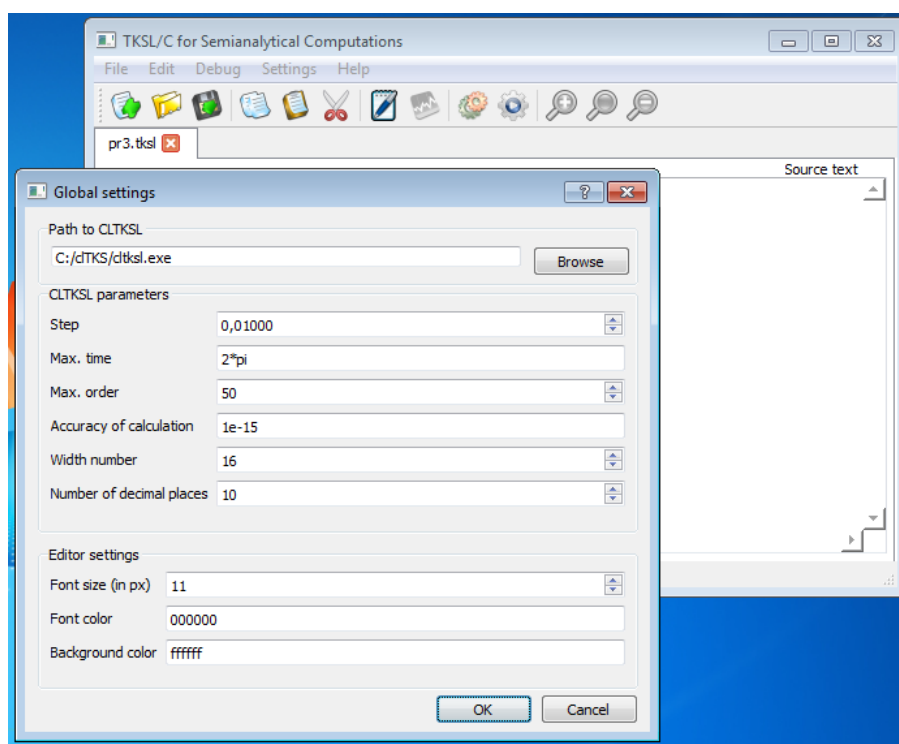 TKSL/C for Semianalytical Computations
File Edit Debug Settings Help
pr3.tksl
Source text
Global settings
Path to CLTKSL
C:/clTKS/cltksl.exe
Browse
CLTKSL parameters
Step 0,01000
Max. time 2*pi
Max. order 50
Accuracy of calculation 1e-15
Width number 16
Number of decimal places 10
Editor settings
Font size (in px) 11
Font color 000000
Background color ffffff
OK Cancel